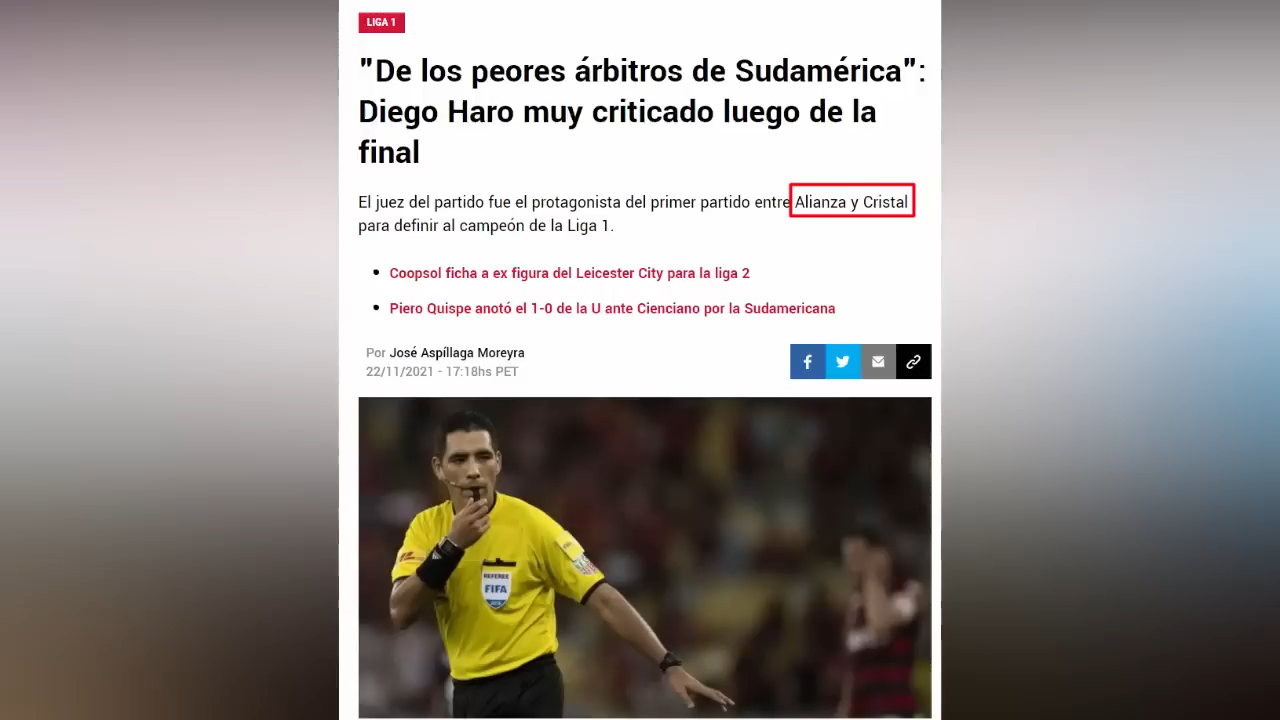 LIGA 1
"De los peores árbitros de Sudamérica":
Diego Haro muy criticado luego de la
final
El juez del partido fue el protagonista del primer partido entre Alianza y Cristal
para definir al campeón de la Liga 1.
Coopsol ficha a ex figura del Leicester City para la liga 2
Piero Quispe anotó el 1-0 de la U ante Cienciano por la Sudamericana
Por José Aspíllaga Moreyra
22/11/2021 - 17:18hs PET
REFEREE
FIFA